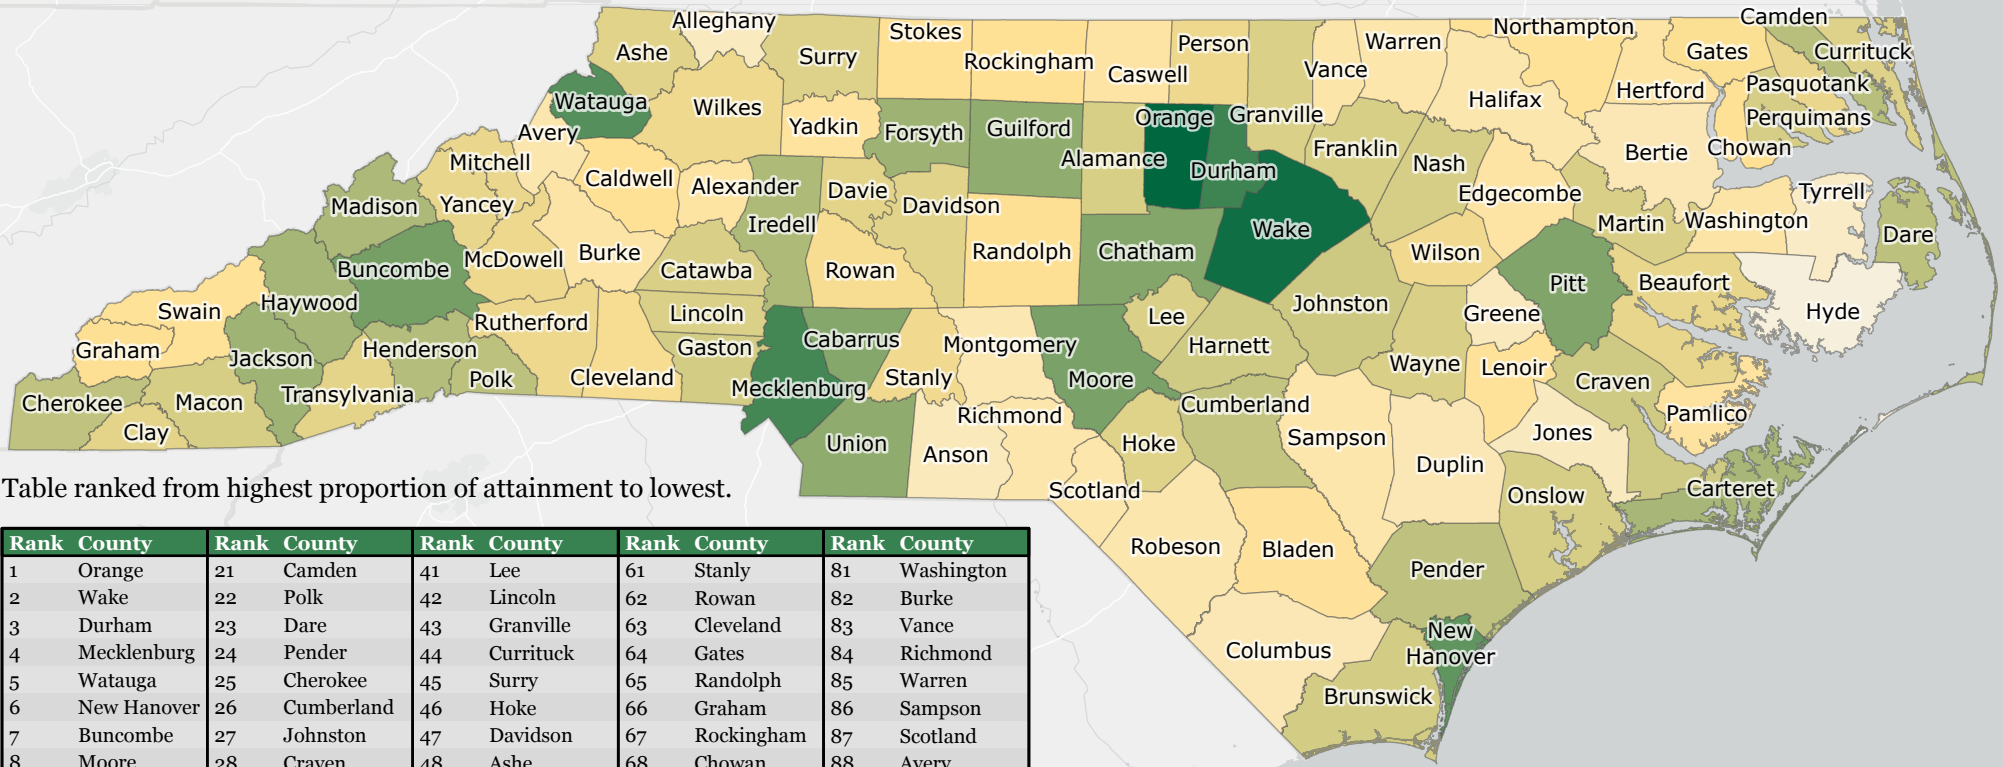 Alleghany
Camden
Northampton
Stokes
Ashe
Surry
Person
Warren
Gates
Currituck
Rockingham
Caswell
Vance
Pasquotank
Hertford
Watauga
Wilkes
Halifax
Granville
Orange
Perquimans
Yadkin
Forsyth
Guilford
Avery
Franklin
Chowan
Bertie
Alamance
Mitchell
Nash
Durham
Caldwell
Alexander
Davie
Edgecombe
Tyrrell
Madison
Yancey
Davidson
Iredell
Martin
Washington
Wake
Dare
Burke
Randolph
Chatham
Wilson
McDowell
Buncombe
Catawba
Rowan
Pitt
Beaufort
Haywood
Swain
Johnston
Lincoln
Lee
Greene
Hyde
Rutherford
Cabarrus
Graham
Henderson
Gaston
Montgomery
Harnett
Jackson
Wayne
Lenoir
Polk
Cleveland
Stanly
Moore
Craven
Mecklenburg
Transylvania
Macon
Cherokee
Cumberland
Pamlico
Richmond
Clay
Union
Hoke
Sampson
Jones
Anson
Duplin
Scotland
Onslow
Carteret
Robeson
Bladen
Pender
New
Hanover
Columbus
Brunswick
Table ranked from highest proportion of attainment to lowest.
Rank County Rank County Rank County Rank County Rank County
1 Orange 21 Camden 41 Lee 61 Stanly 81 Washington
2 Wake 22 Polk 42 Lincoln 62 Rowan 82 Burke
3 Durham 23 Dare 43 Granville 63 Cleveland 83 Vance
4 Mecklenburg 24 Pender 44 Currituck 64 Gates 84 Richmond
5 Watauga 25 Cherokee 45 Surry 65 Randolph 85 Warren
6 New Hanover 26 Cumberland 46 Hoke 66 Graham 86 Sampson
7 Buncombe 27 Johnston 47 Davidson 67 Rockingham 87 Scotland
8 Moore 28 Craven 48 Ashe 68 Chowan 88 Avery